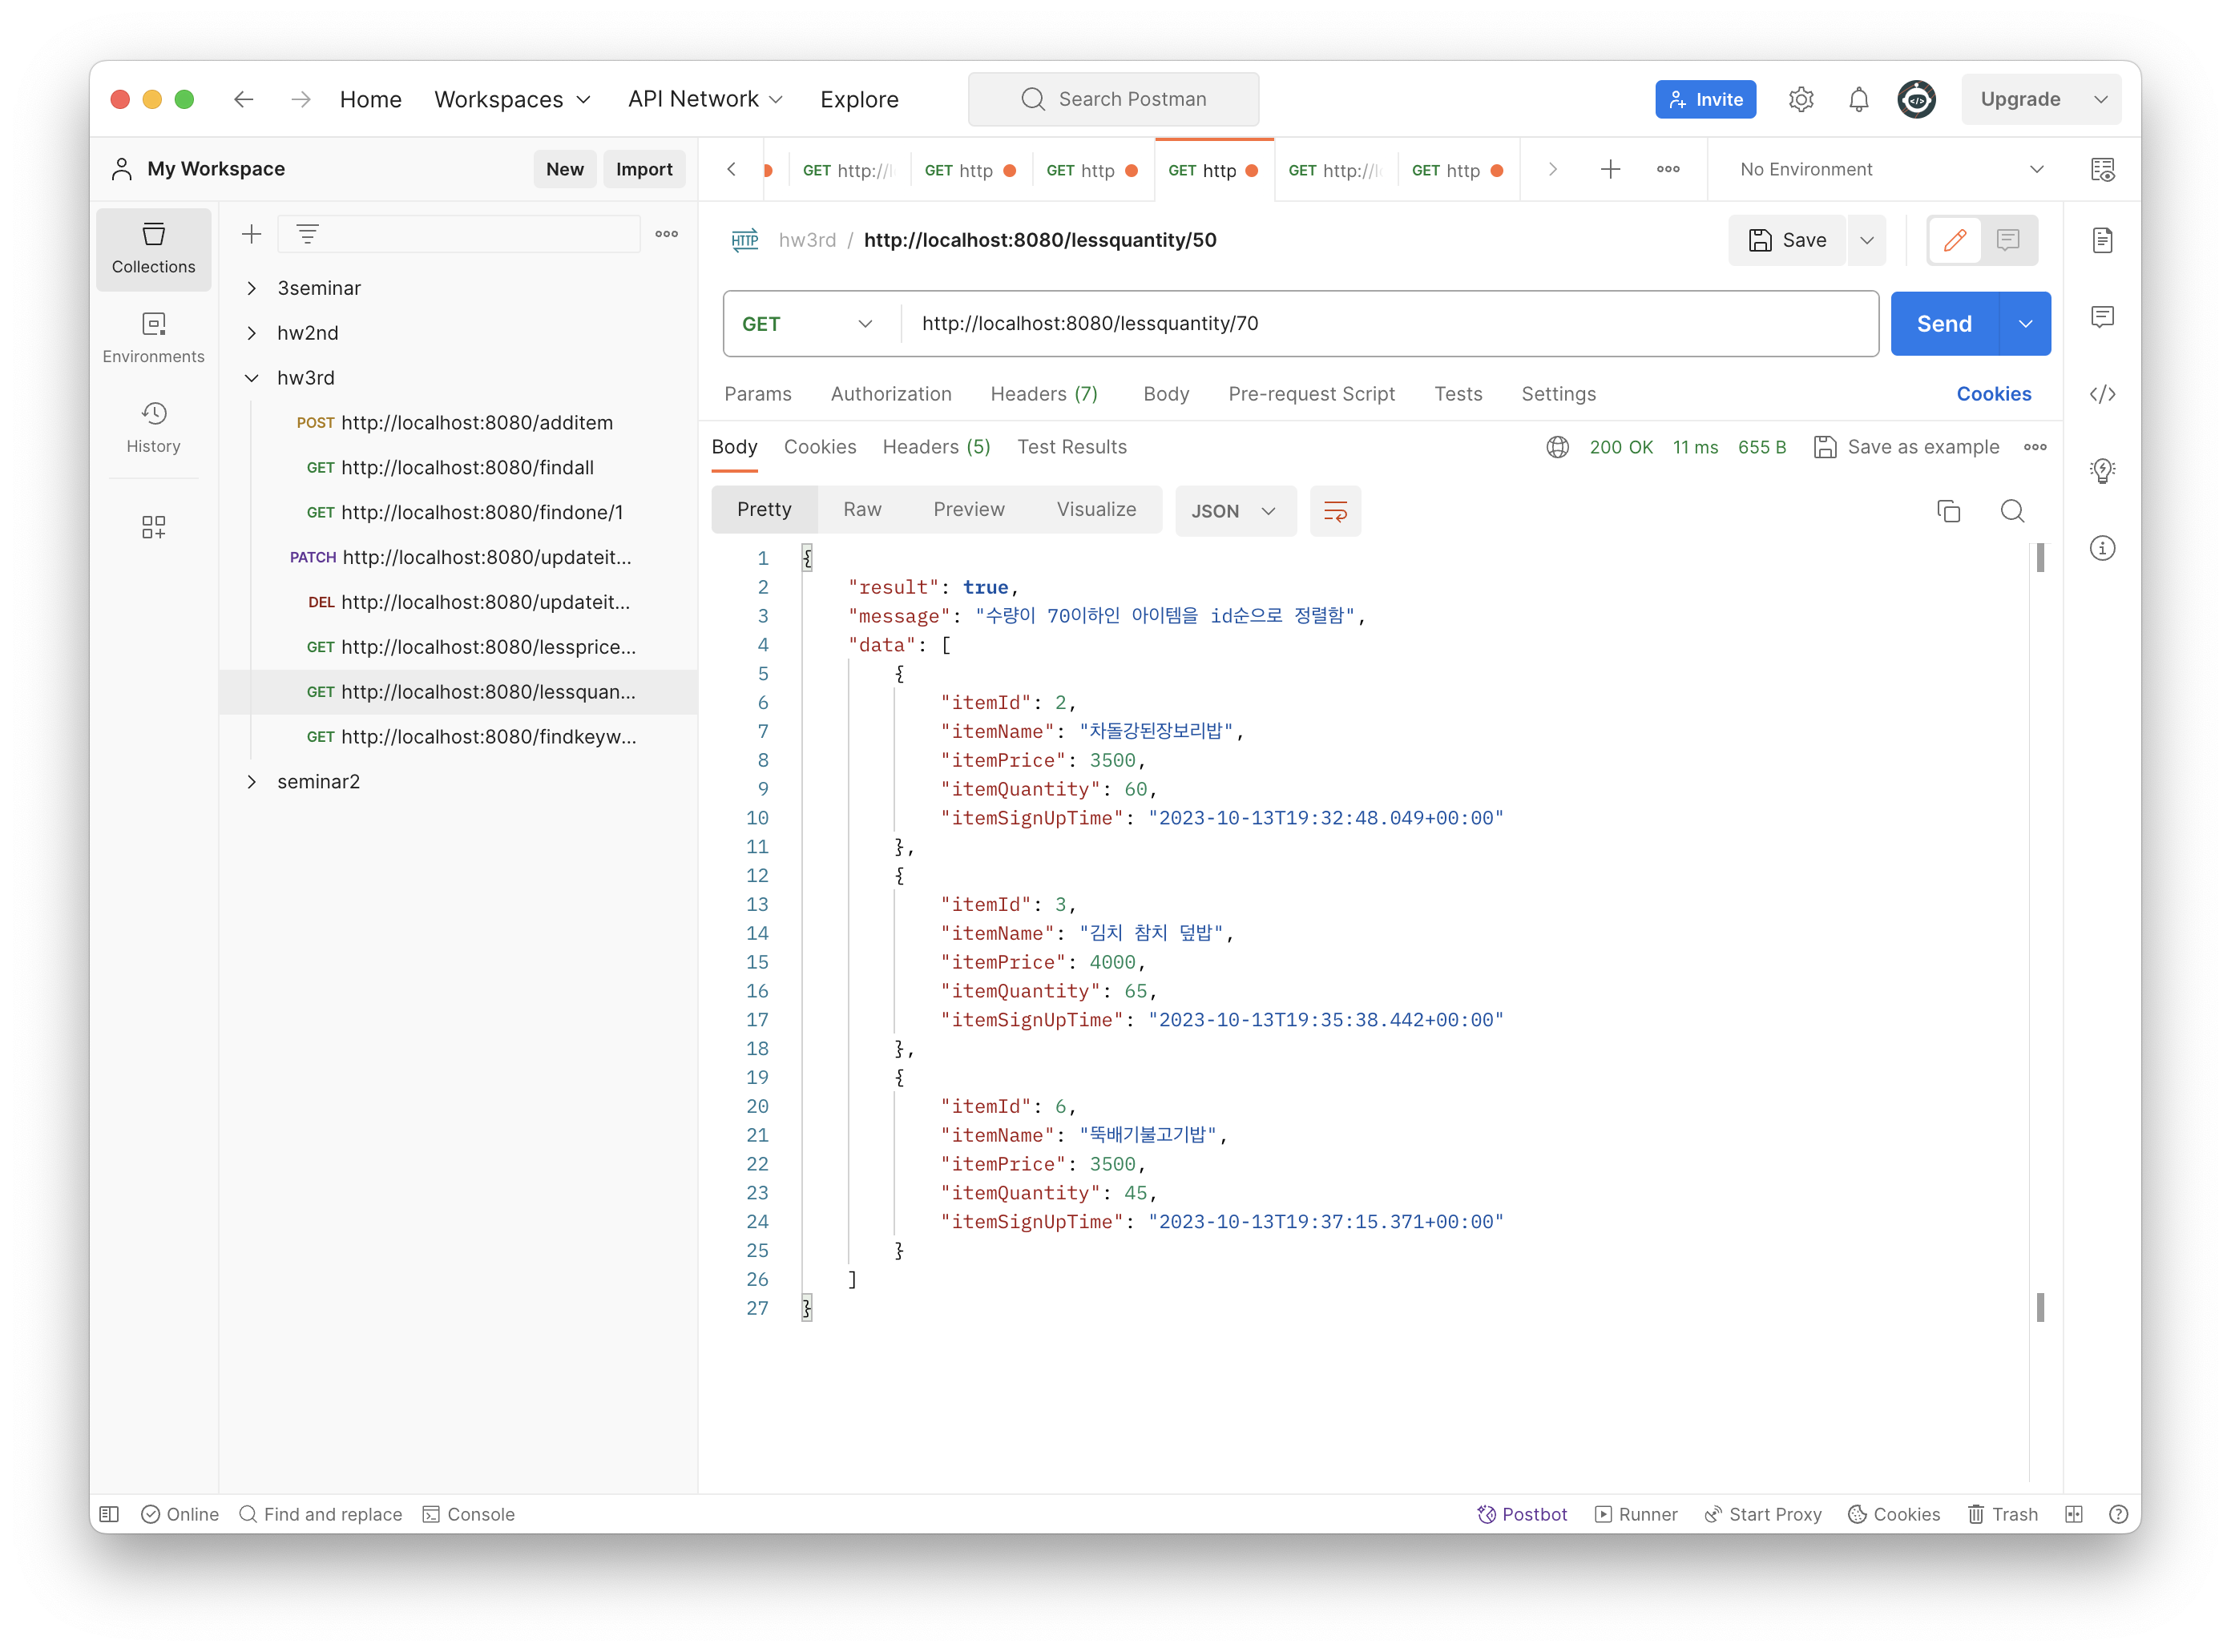 Home Workspaces API Network Explore Search Postman Invite Upgrade
My Workspace New Import
GET http://l GET http GET http GET http GET http://lo GET http No Environment
Collections
Environments
History
3seminar
hw2nd
hw3rd
POST http://localhost:8080/additem
GET http://localhost:8080/findall
GET http://localhost:8080/findone/1
PATCH http://localhost:8080/updateit...
DEL http://localhost:8080/updateit...
GET http://localhost:8080/lessprice...
GET http://localhost:8080/lessquan...
GET http://localhost:8080/findkeyw...
seminar2
HTTP hw3rd / http://localhost:8080/lessquantity/50 Save
GET http://localhost:8080/lessquantity/70 Send
Params Authorization Headers (7) Body Pre-request Script Tests Settings Cookies
Body Cookies Headers (5) Test Results 200 OK 11 ms 655 B Save as example
Pretty Raw Preview Visualize JSON
1 {
2 "result": true,
3 "message": "수량이 70이하인 아이템을 id순으로 정렬함",
4 "data": [
5 {
6 "itemId": 2,
7 "itemName": "차돌강된장보리밥",
8 "itemPrice": 3500,
9 "itemQuantity": 60,
10 "itemSignUpTime": "2023-10-13T19:32:48.049+00:00"
11 },
12 {
13 "itemId": 3,
14 "itemName": "김치 참치 덮밥",
15 "itemPrice": 4000,
16 "itemQuantity": 65,
17 "itemSignUpTime": "2023-10-13T19:35:38.442+00:00"
18 },
19 {
20 "itemId": 6,
21 "itemName": "뚝배기불고기밥",
22 "itemPrice": 3500,
23 "itemQuantity": 45,
24 "itemSignUpTime": "2023-10-13T19:37:15.371+00:00"
25 }
26 ]
27 }
Online Find and replace Console Postbot Runner Start Proxy Cookies Trash